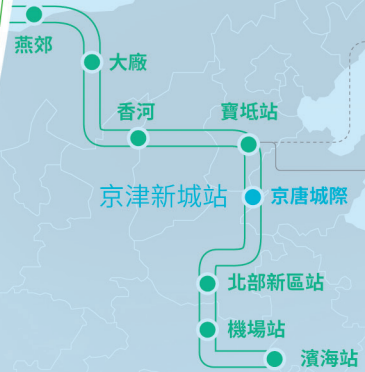 燕郊
大廠
香河
寶坻站
京津新城站
京唐城際
北部新區站
機場站
濱海站